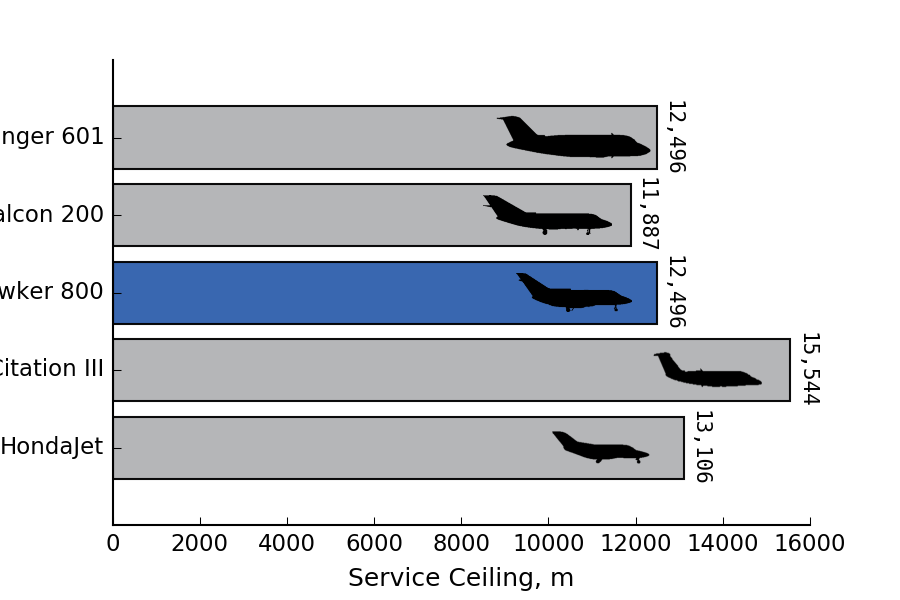 nger 601
12,496
alcon 200
11,887
wker 800
12,496
Citation III
15,544
HondaJet
13,106
0 2000 4000 6000 8000 10000 12000 14000 16000
Service Ceiling, m